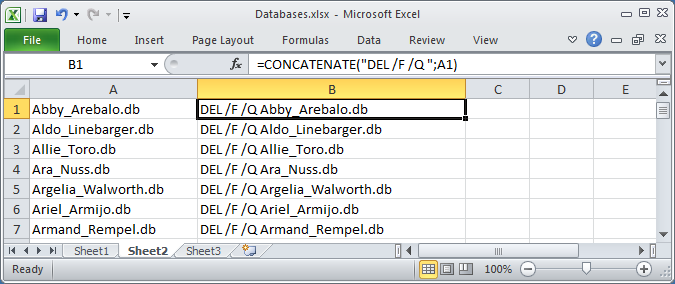 Databases.xlsx - Microsoft Excel
File Home Insert Page Layout Formulas Data Review View
B1 fx =CONCATENATE("DEL /F /Q ";A1)
A B C D E
1 Abby_Arebalo.db DEL /F /Q Abby_Arebalo.db
2 Aldo_Linebarger.db DEL /F /Q Aldo_Linebarger.db
3 Allie_Toro.db DEL /F /Q Allie_Toro.db
4 Ara_Nuss.db DEL /F /Q Ara_Nuss.db
5 Argelia_Walworth.db DEL /F /Q Argelia_Walworth.db
6 Ariel_Armijo.db DEL /F /Q Ariel_Armijo.db
7 Armand_Rempel.db DEL /F /Q Armand_Rempel.db
Sheet1 Sheet2 Sheet3
Ready 100%